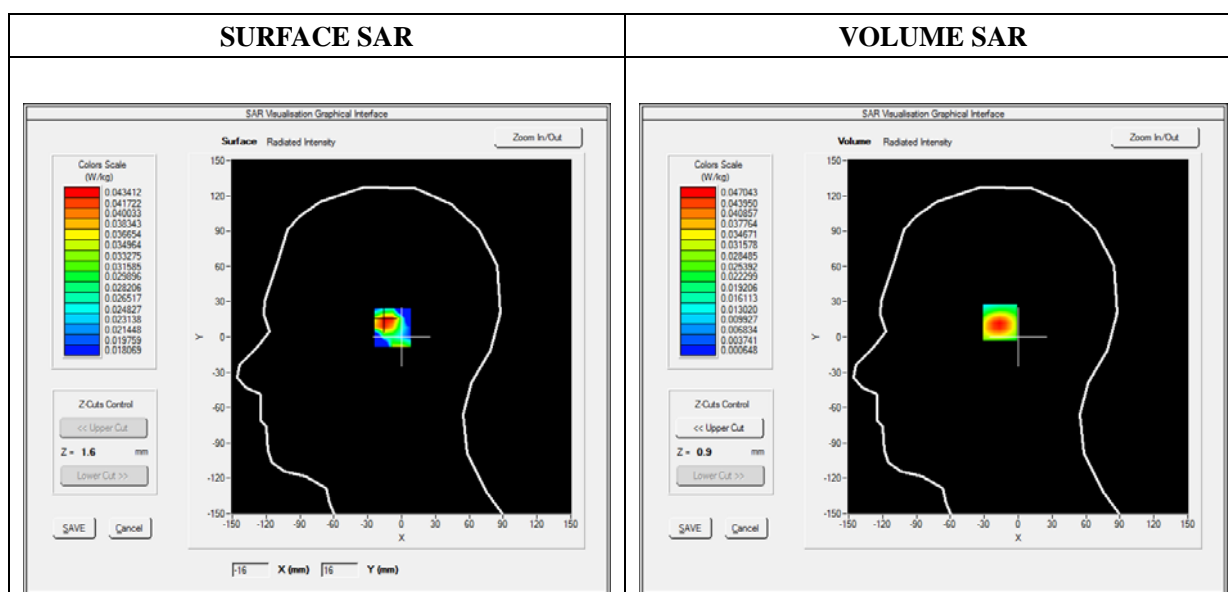 SURFACE SAR
VOLUME SAR
SAR Visualisation Graphical Interface
Surface Radiated Intensity
Zoom In/Out
Colors Scale
(W/kg)
0.043412
0.041722
0.040033
0.038343
0.036654
0.034964
0.033275
0.031585
0.029896
0.028206
0.026517
0.024827
0.023138
0.021448
0.019759
0.018069
Z-Cuts Control
<< Upper Cut
Z = 1.6 mm
Lower Cut >>
SAVE Cancel
150
120
90
60
30
0
-30
-60
-90
-120
-150
Y
-150 -120 -90 -60 -30 0 30 60 90 120 150
X
-16 X (mm) 16 Y (mm)
SAR Visualisation Graphical Interface
Volume Radiated Intensity
Zoom In/Out
Colors Scale
(W/kg)
0.047043
0.043950
0.040857
0.037764
0.034671
0.031578
0.028485
0.025392
0.022299
0.019206
0.016113
0.013020
0.009927
0.006834
0.003741
0.000648
Z-Cuts Control
<< Upper Cut
Z = 0.9 mm
Lower Cut >>
SAVE Cancel
150
120
90
60
30
0
-30
-60
-90
-120
-150
Y
-150 -120 -90 -60 -30 0 30 60 90 120 150
X